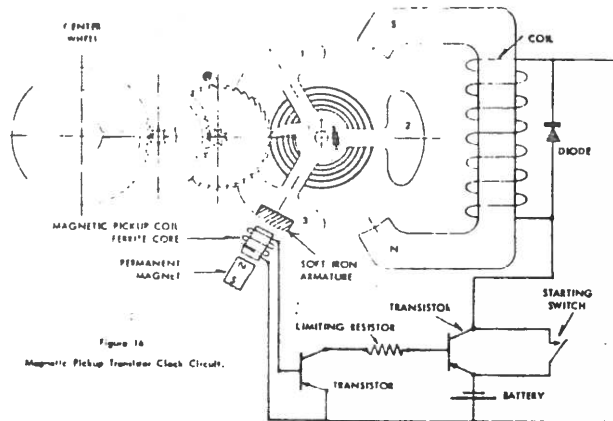 CENTER
WHEEL
1
S
COIL
2
DIODE
3
N
MAGNETIC PICKUP COIL
FERRITE CORE
PERMANENT
MAGNET
SOFT IRON
ARMATURE
N
S
TRANSISTOR
STARTING
SWITCH
LIMITING RESISTOR
TRANSISTOR
BATTERY
Figure 16
Magnetic Pickup Transistor Clock Circuit.